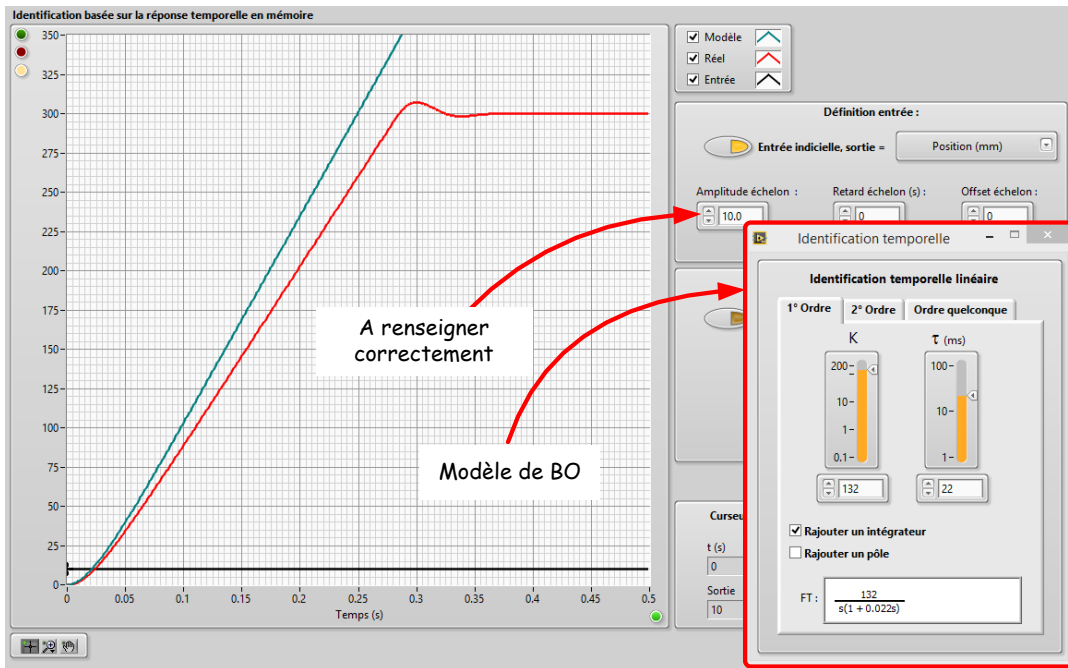 Identification basée sur la réponse temporelle en mémoire
350
325
300
275
250
225
200
175
150
125
100
75
50
25
0
0 0.05 0.1 0.15 0.2 0.25 0.3 0.35 0.4 0.45 0.5
Temps (s)
A renseigner
correctement
Modèle de BO
Modèle
Réel
Entrée
Définition entrée :
Entrée indicielle, sortie = Position (mm)
Amplitude échelon : Retard échelon (s) : Offset échelon :
10.0 0 0
Curseu
t (s)
0
Sortie
10
Identification temporelle
Identification temporelle linéaire
1° Ordre 2° Ordre Ordre quelconque
K τ (ms)
200 100
10 10
1
0.1 1
132 22
Rajouter un intégrateur
Rajouter un pôle
FT : 132
s(1 + 0.022s)